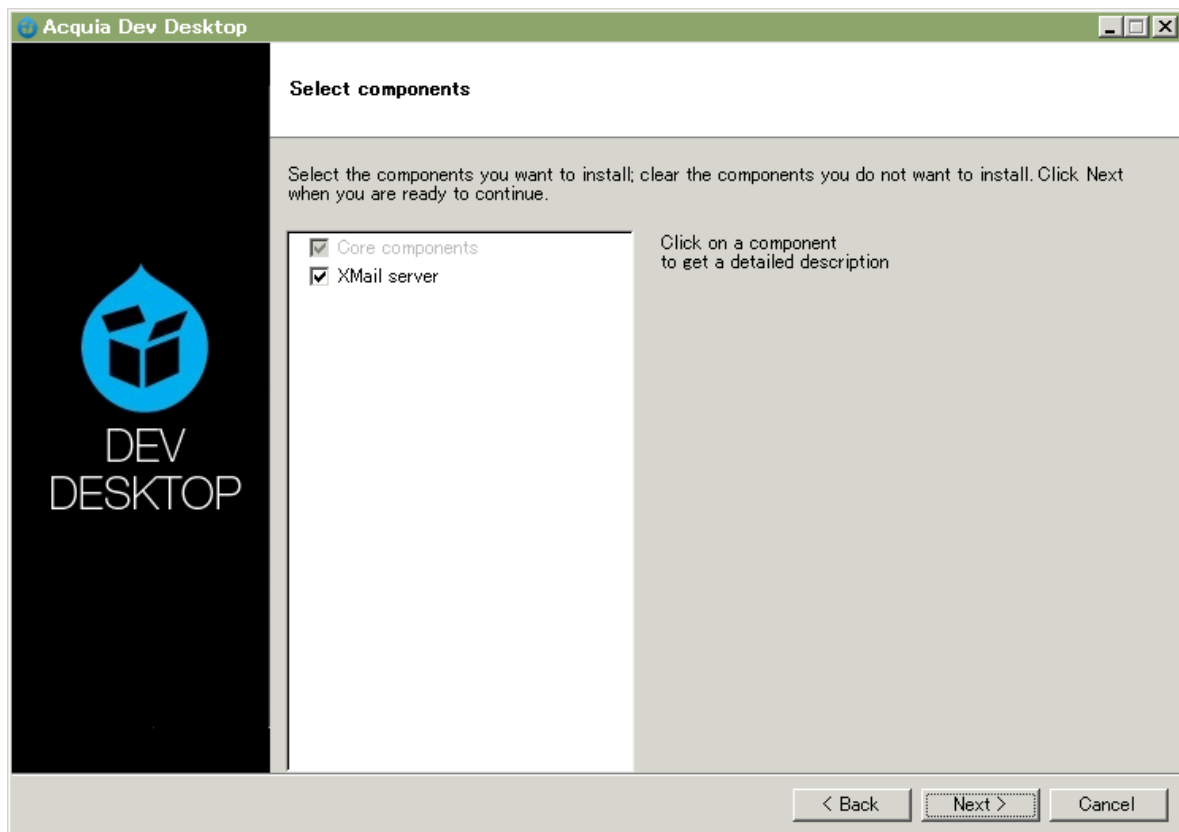 Acquia Dev Desktop
Select components
Select the components you want to install; clear the components you do not want to install. Click Next
when you are ready to continue.
Core components
XMail server
Click on a component
to get a detailed description
DEV
DESKTOP
< Back
Next >
Cancel